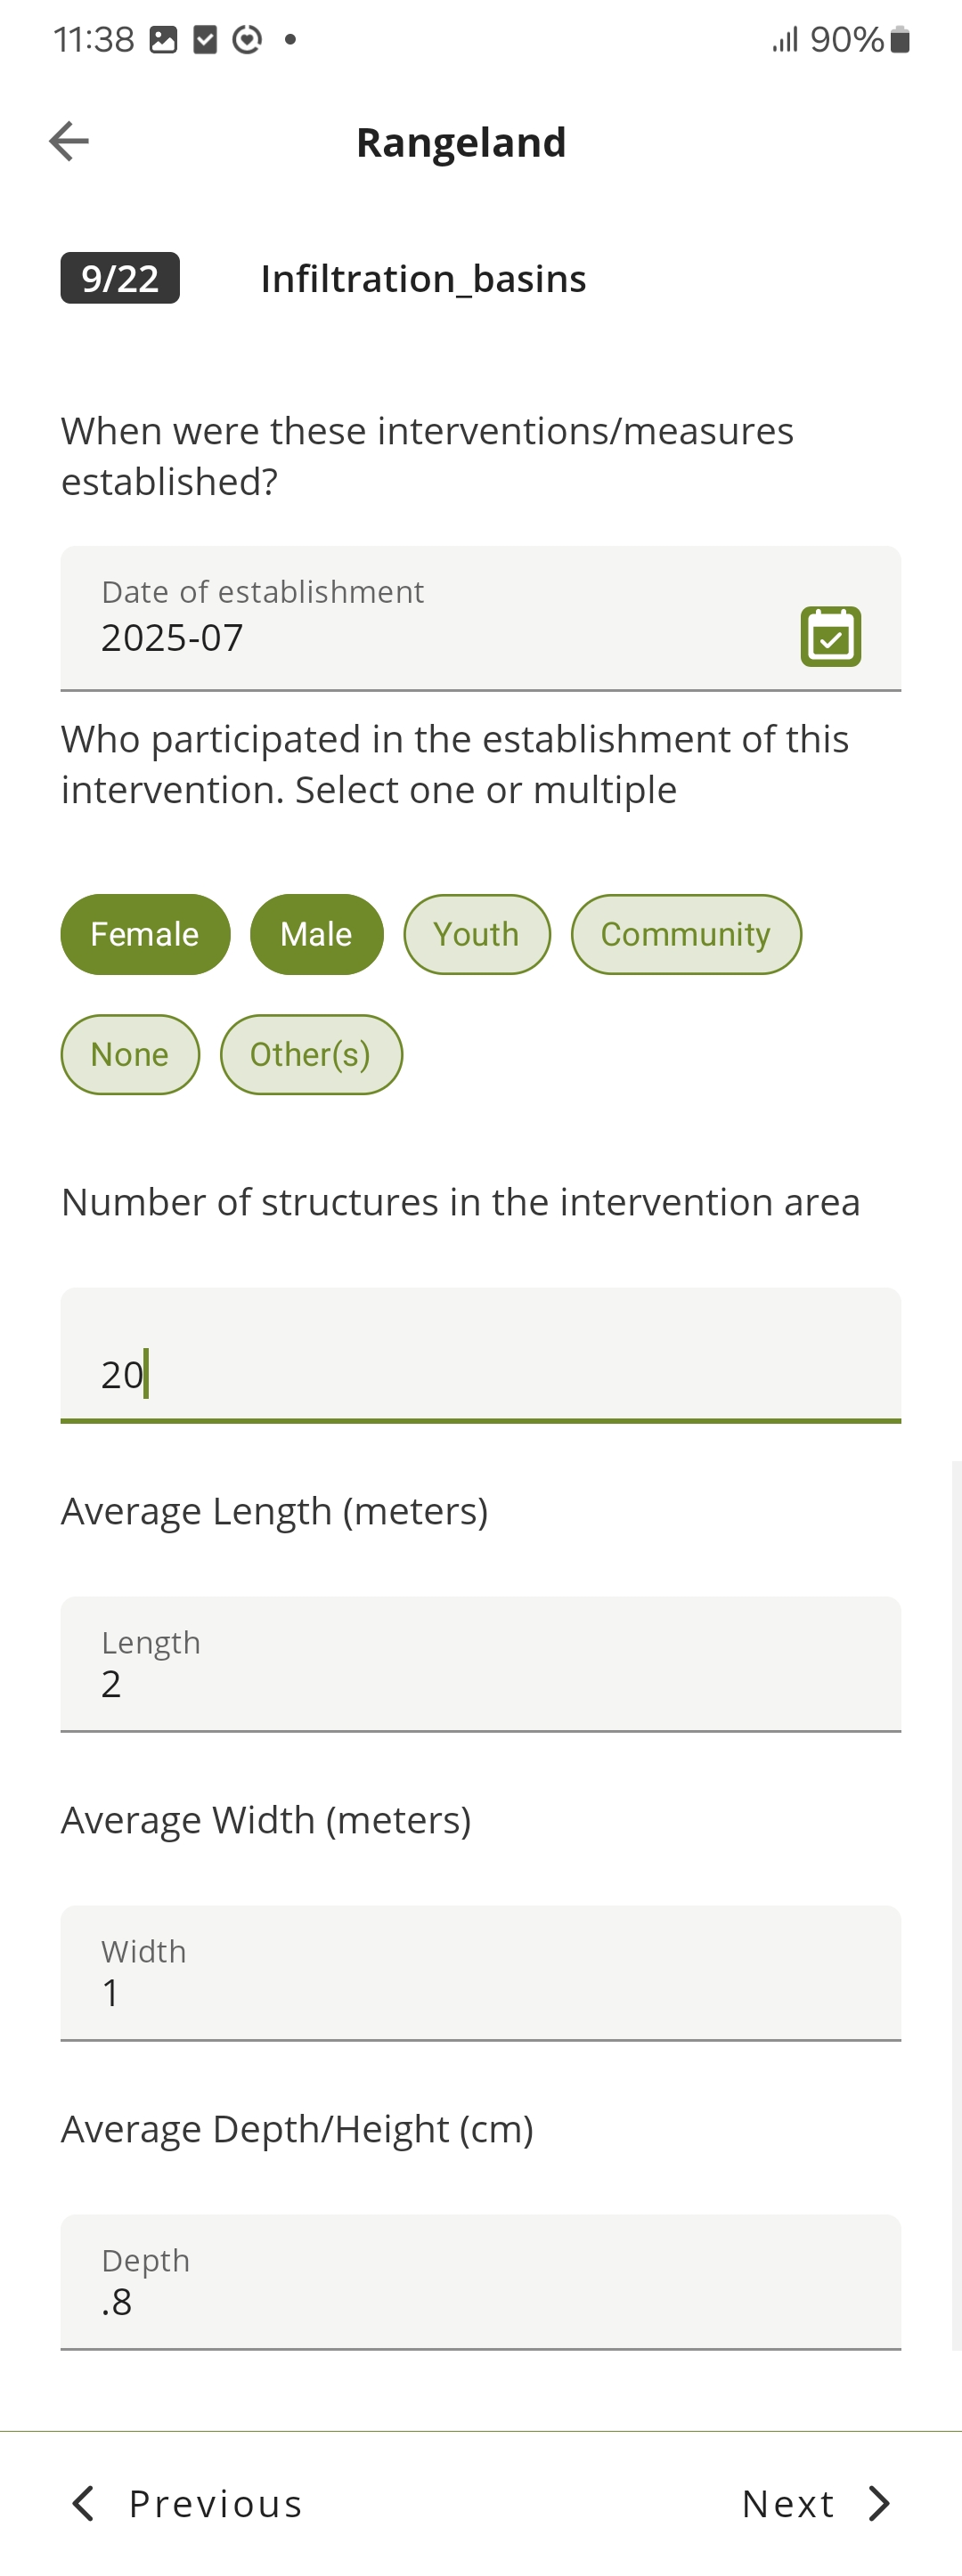 11:38
90%
Rangeland
9/22 Infiltration_basins
When were these interventions/measures
established?
Date of establishment
2025-07
Who participated in the establishment of this
intervention. Select one or multiple
Female Male Youth Community
None Other(s)
Number of structures in the intervention area
20
Average Length (meters)
Length
2
Average Width (meters)
Width
1
Average Depth/Height (cm)
Depth
.8
Previous Next